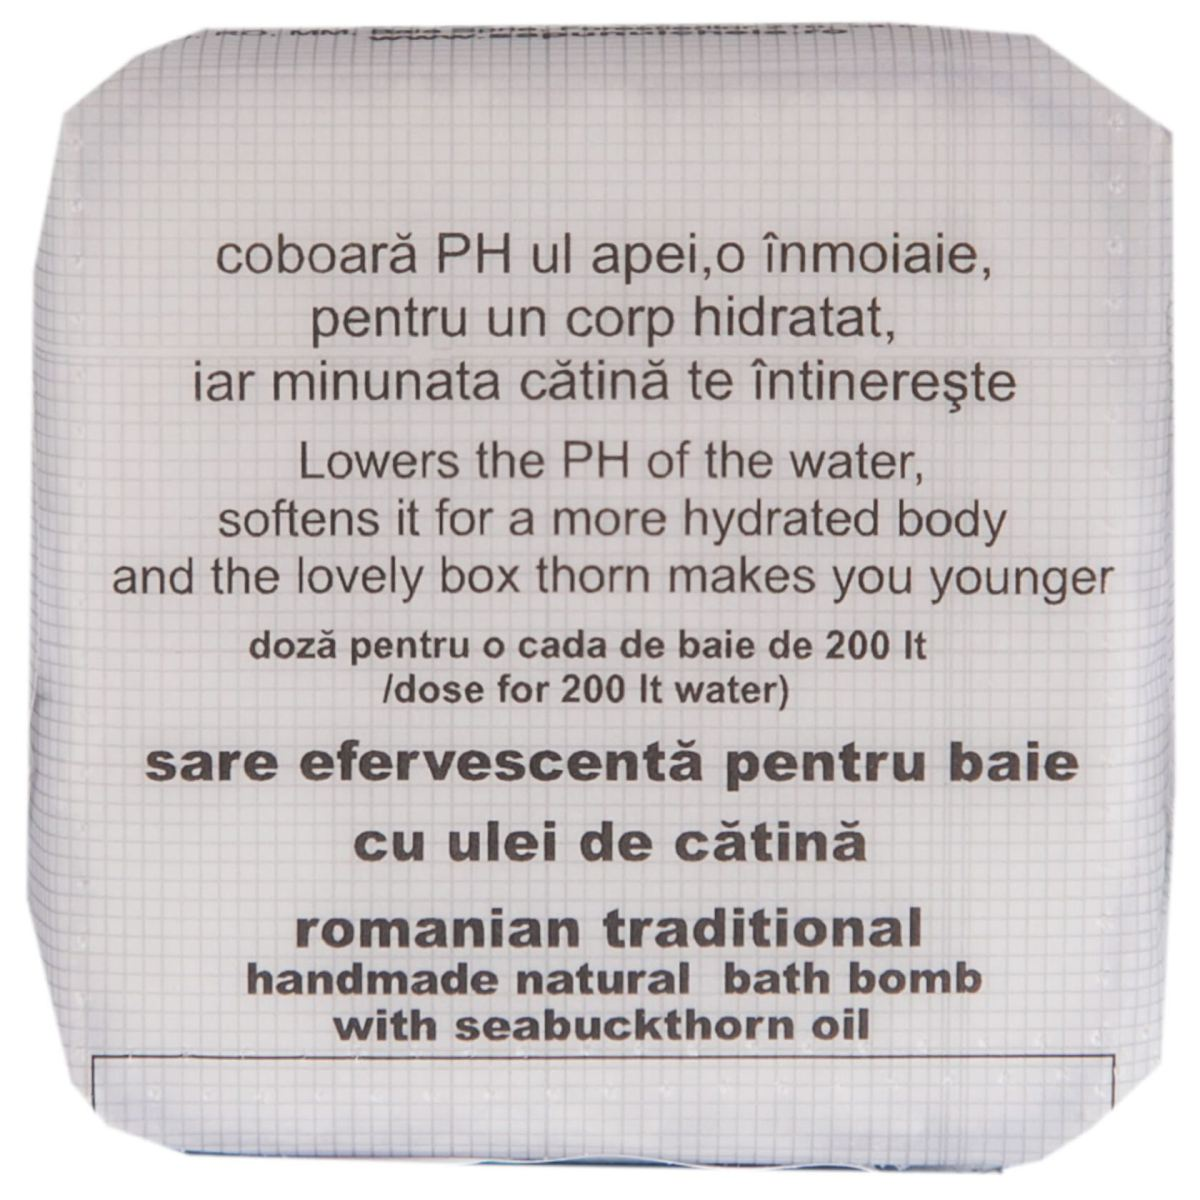 RO. MM.
coboară PH ul apei,o înmoiaie,
pentru un corp hidratat,
iar minunata cătină te întinerește
Lowers the PH of the water,
softens it for a more hydrated body
and the lovely box thorn makes you younger
doză pentru o cada de baie de 200 lt
/dose for 200 lt water)
sare efervescentă pentru baie
cu ulei de cătină
romanian traditional
handmade natural bath bomb
with seabuckthorn oil